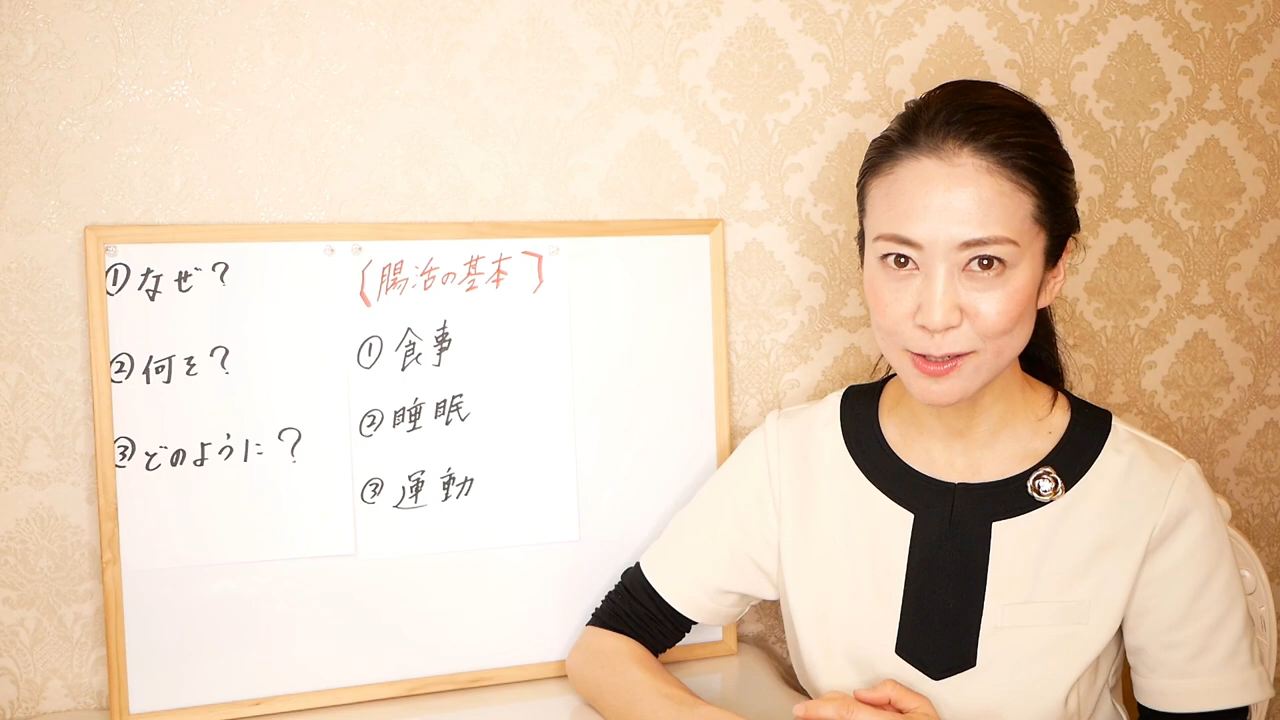 ①なぜ？
②何を？
③どのように？
〔腸活の基本〕
①食事
②睡眠
③運動